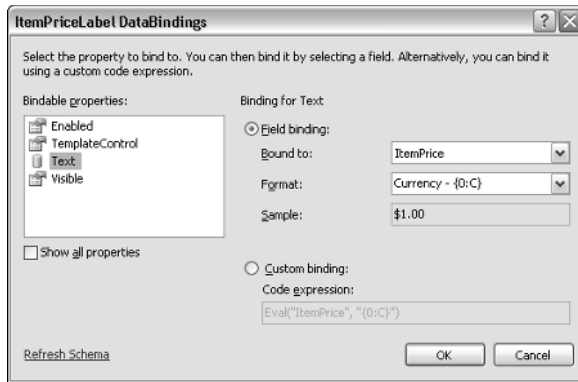 ItemPriceLabel DataBindings
Select the property to bind to. You can then bind it by selecting a field. Alternatively, you can bind it
using a custom code expression.
Bindable properties:
Enabled
TemplateControl
Text
Visible
Show all properties
Binding for Text
Field binding:
Bound to: ItemPrice
Format: Currency - {0:C}
Sample: $1.00
Custom binding:
Code expression:
Eval("ItemPrice", "{0:C}")
Refresh Schema
OK Cancel